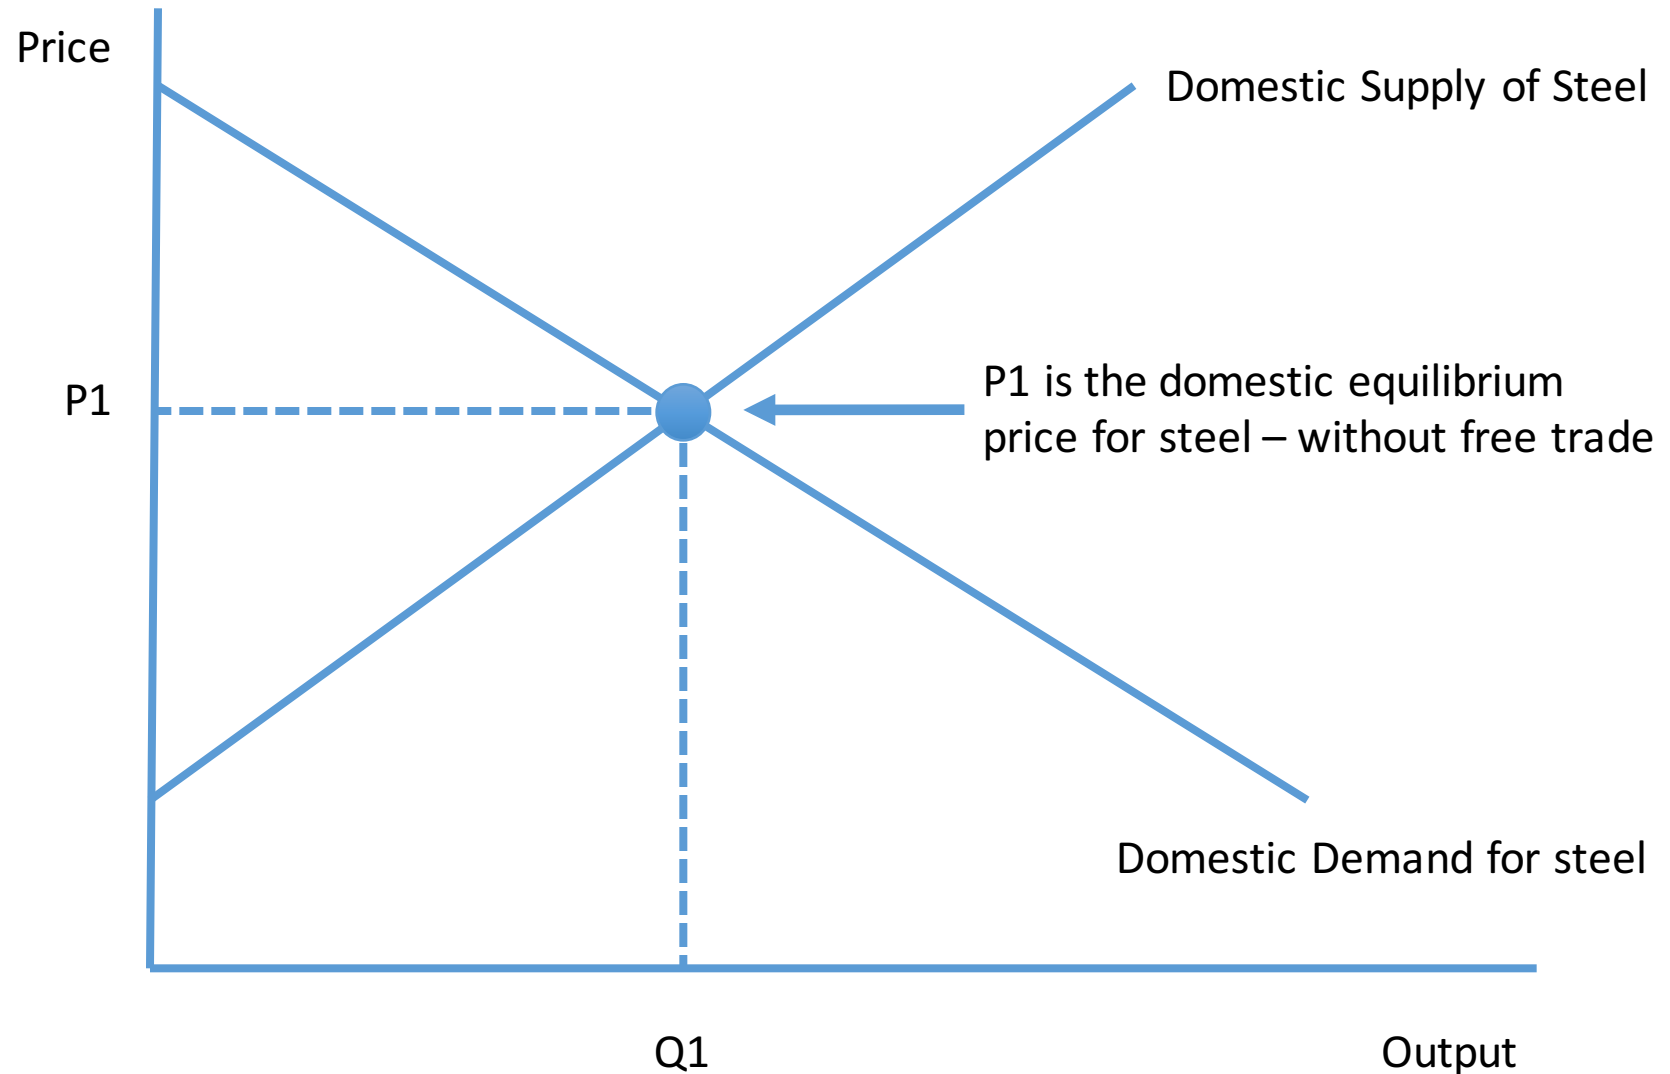 Price
Domestic Supply of Steel
P1
P1 is the domestic equilibrium
price for steel – without free trade
Domestic Demand for steel
Q1
Output